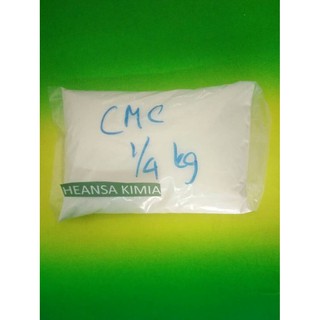 CMC
1/4 kg
HEANSA KIMIA